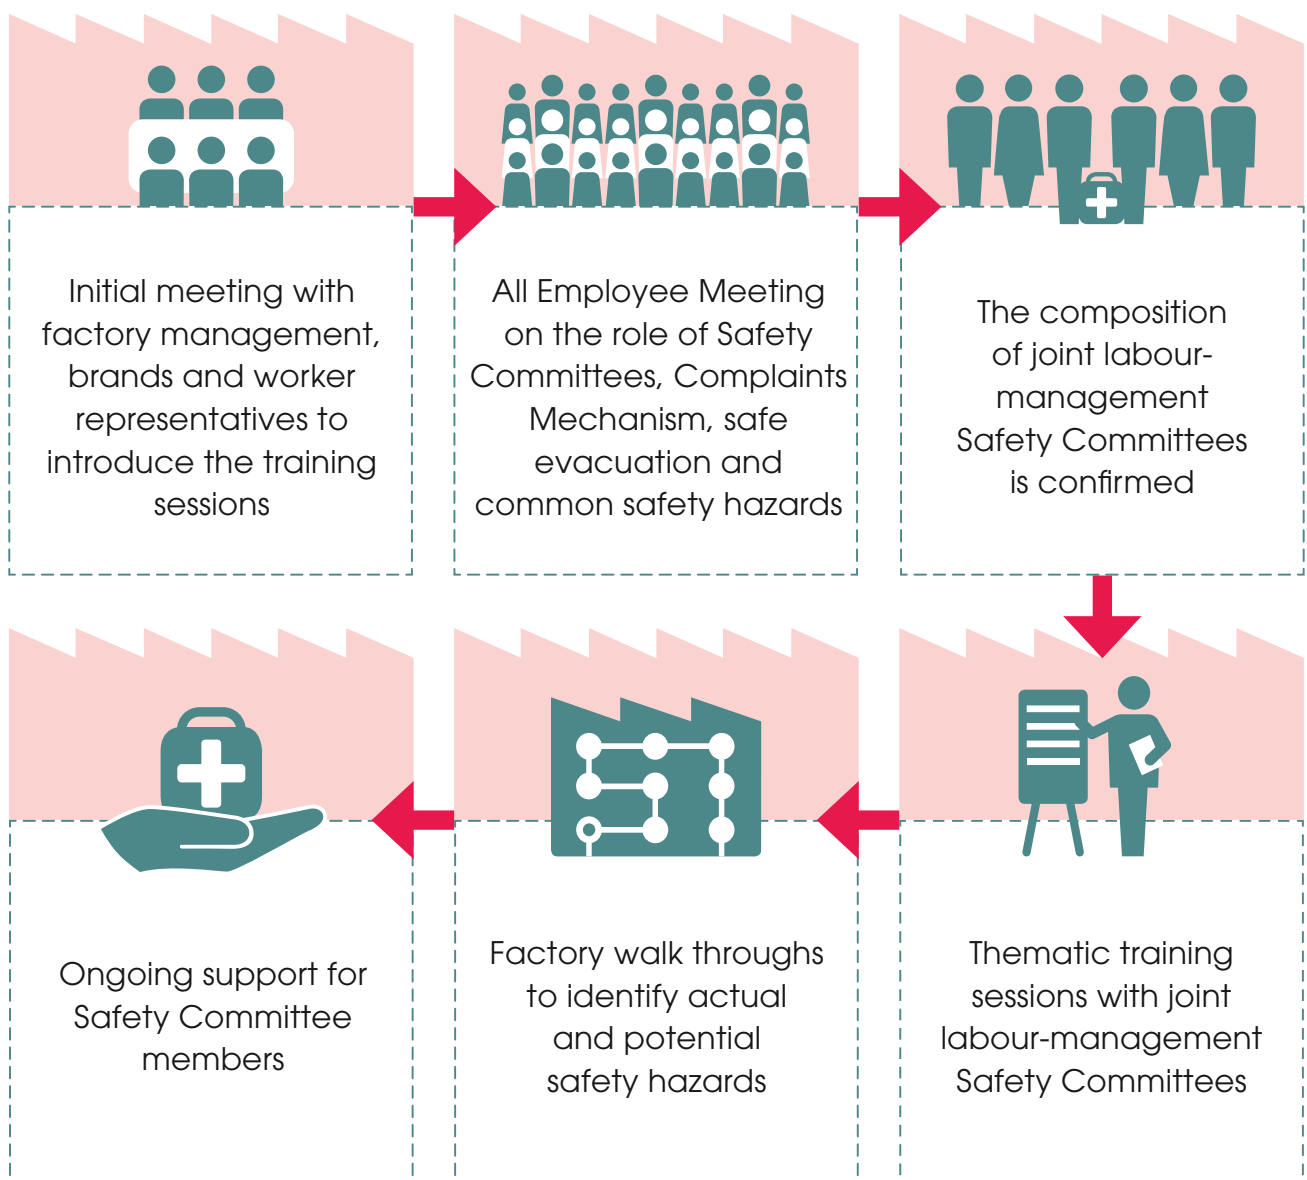 Initial meeting with
factory management,
brands and worker
representatives to
introduce the training
sessions
All Employee Meeting
on the role of Safety
Committees, Complaints
Mechanism, safe
evacuation and
common safety hazards
The composition
of joint labour-
management
Safety Committees
is confirmed
Thematic training
sessions with joint
labour-management
Safety Committees
Factory walk throughs
to identify actual
and potential
safety hazards
Ongoing support for
Safety Committee
members